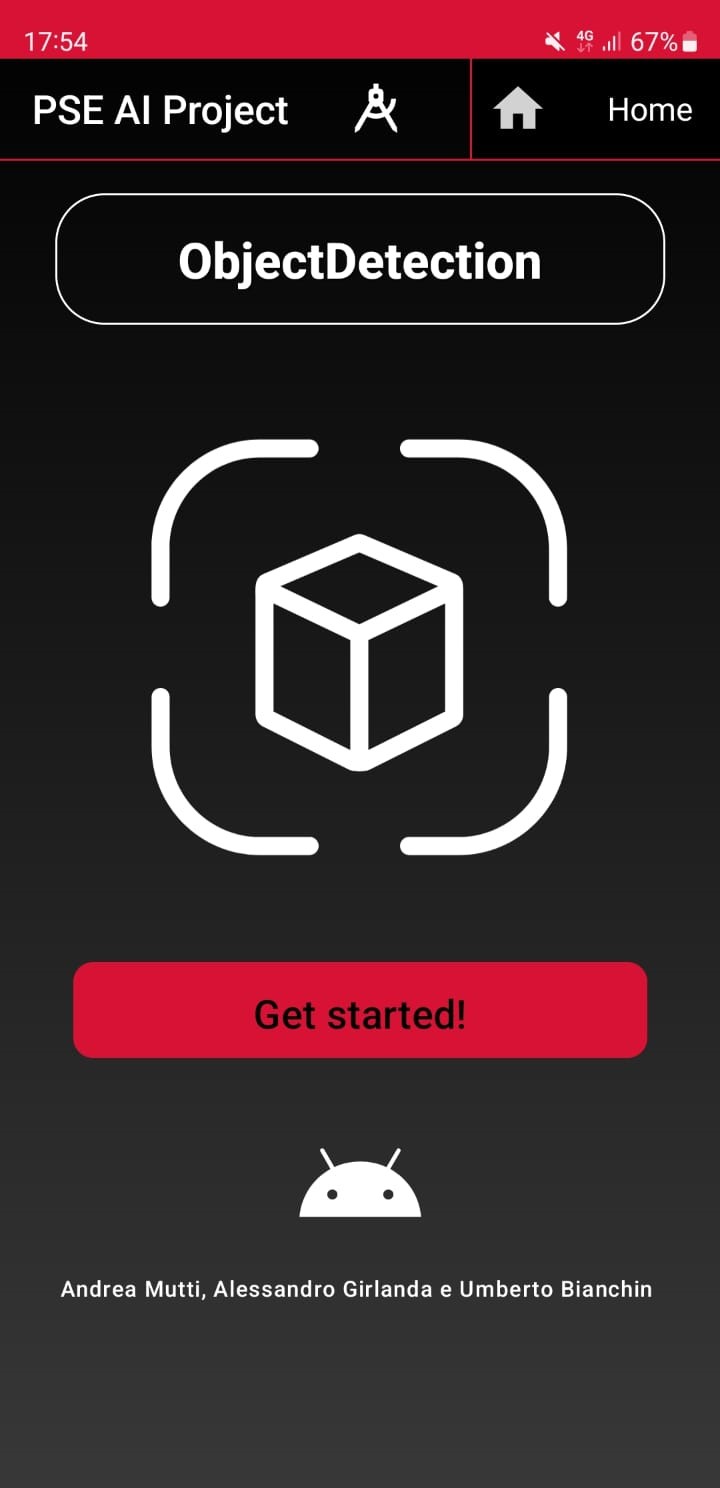 17:54 4G 67%
PSE AI Project Home
ObjectDetection
Get started!
Andrea Mutti, Alessandro Girlanda e Umberto Bianchin